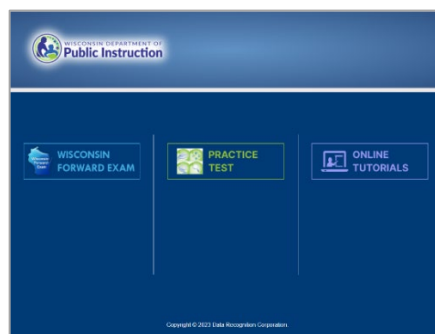 WISCONSIN DEPARTMENT OF
Public Instruction
WISCONSIN
FORWARD EXAM
PRACTICE
TEST
ONLINE
TUTORIALS
Copyright © 2023 Data Recognition Corporation.